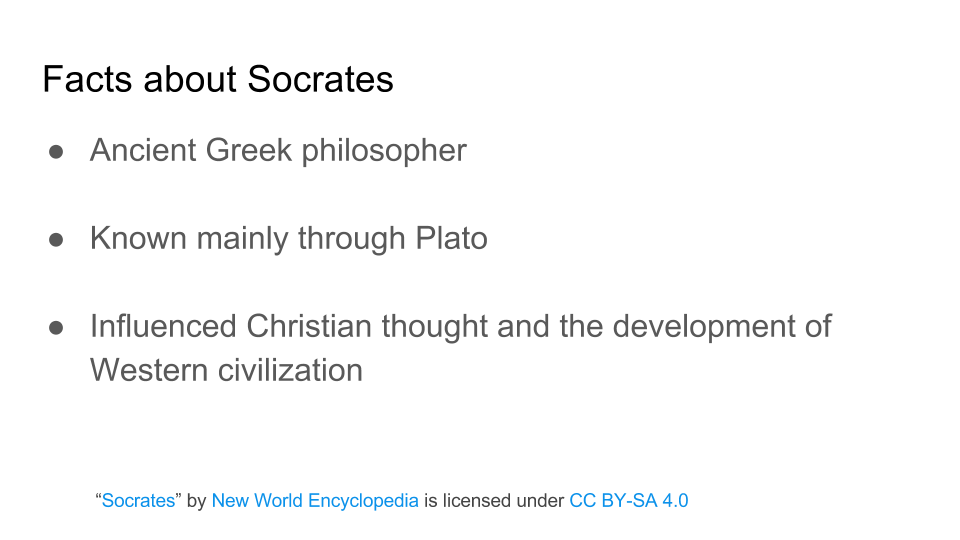 Facts about Socrates
● Ancient Greek philosopher
● Known mainly through Plato
● Influenced Christian thought and the development of
Western civilization
“Socrates” by New World Encyclopedia is licensed under CC BY-SA 4.0